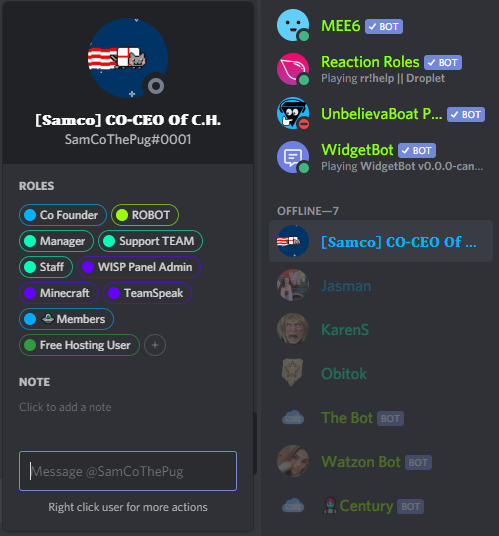 [Samco] CO-CEO Of C.H.
SamCoThePug#0001
ROLES
Co Founder
ROBOT
Manager
Support TEAM
Staff
WISP Panel Admin
Minecraft
TeamSpeak
Members
Free Hosting User
+
NOTE
Click to add a note
Message @SamCoThePug
Right click user for more actions
MEE6 ✓ BOT
Reaction Roles ✓ BOT
Playing rr!help || Droplet
UnbelievaBoat P... ✓ BOT
WidgetBot ✓ BOT
Playing WidgetBot v0.0.0-can...
OFFLINE—7
[Samco] CO-CEO Of ...
Jasman
KarenS
Obitok
The Bot BOT
Watzon Bot BOT
Century BOT